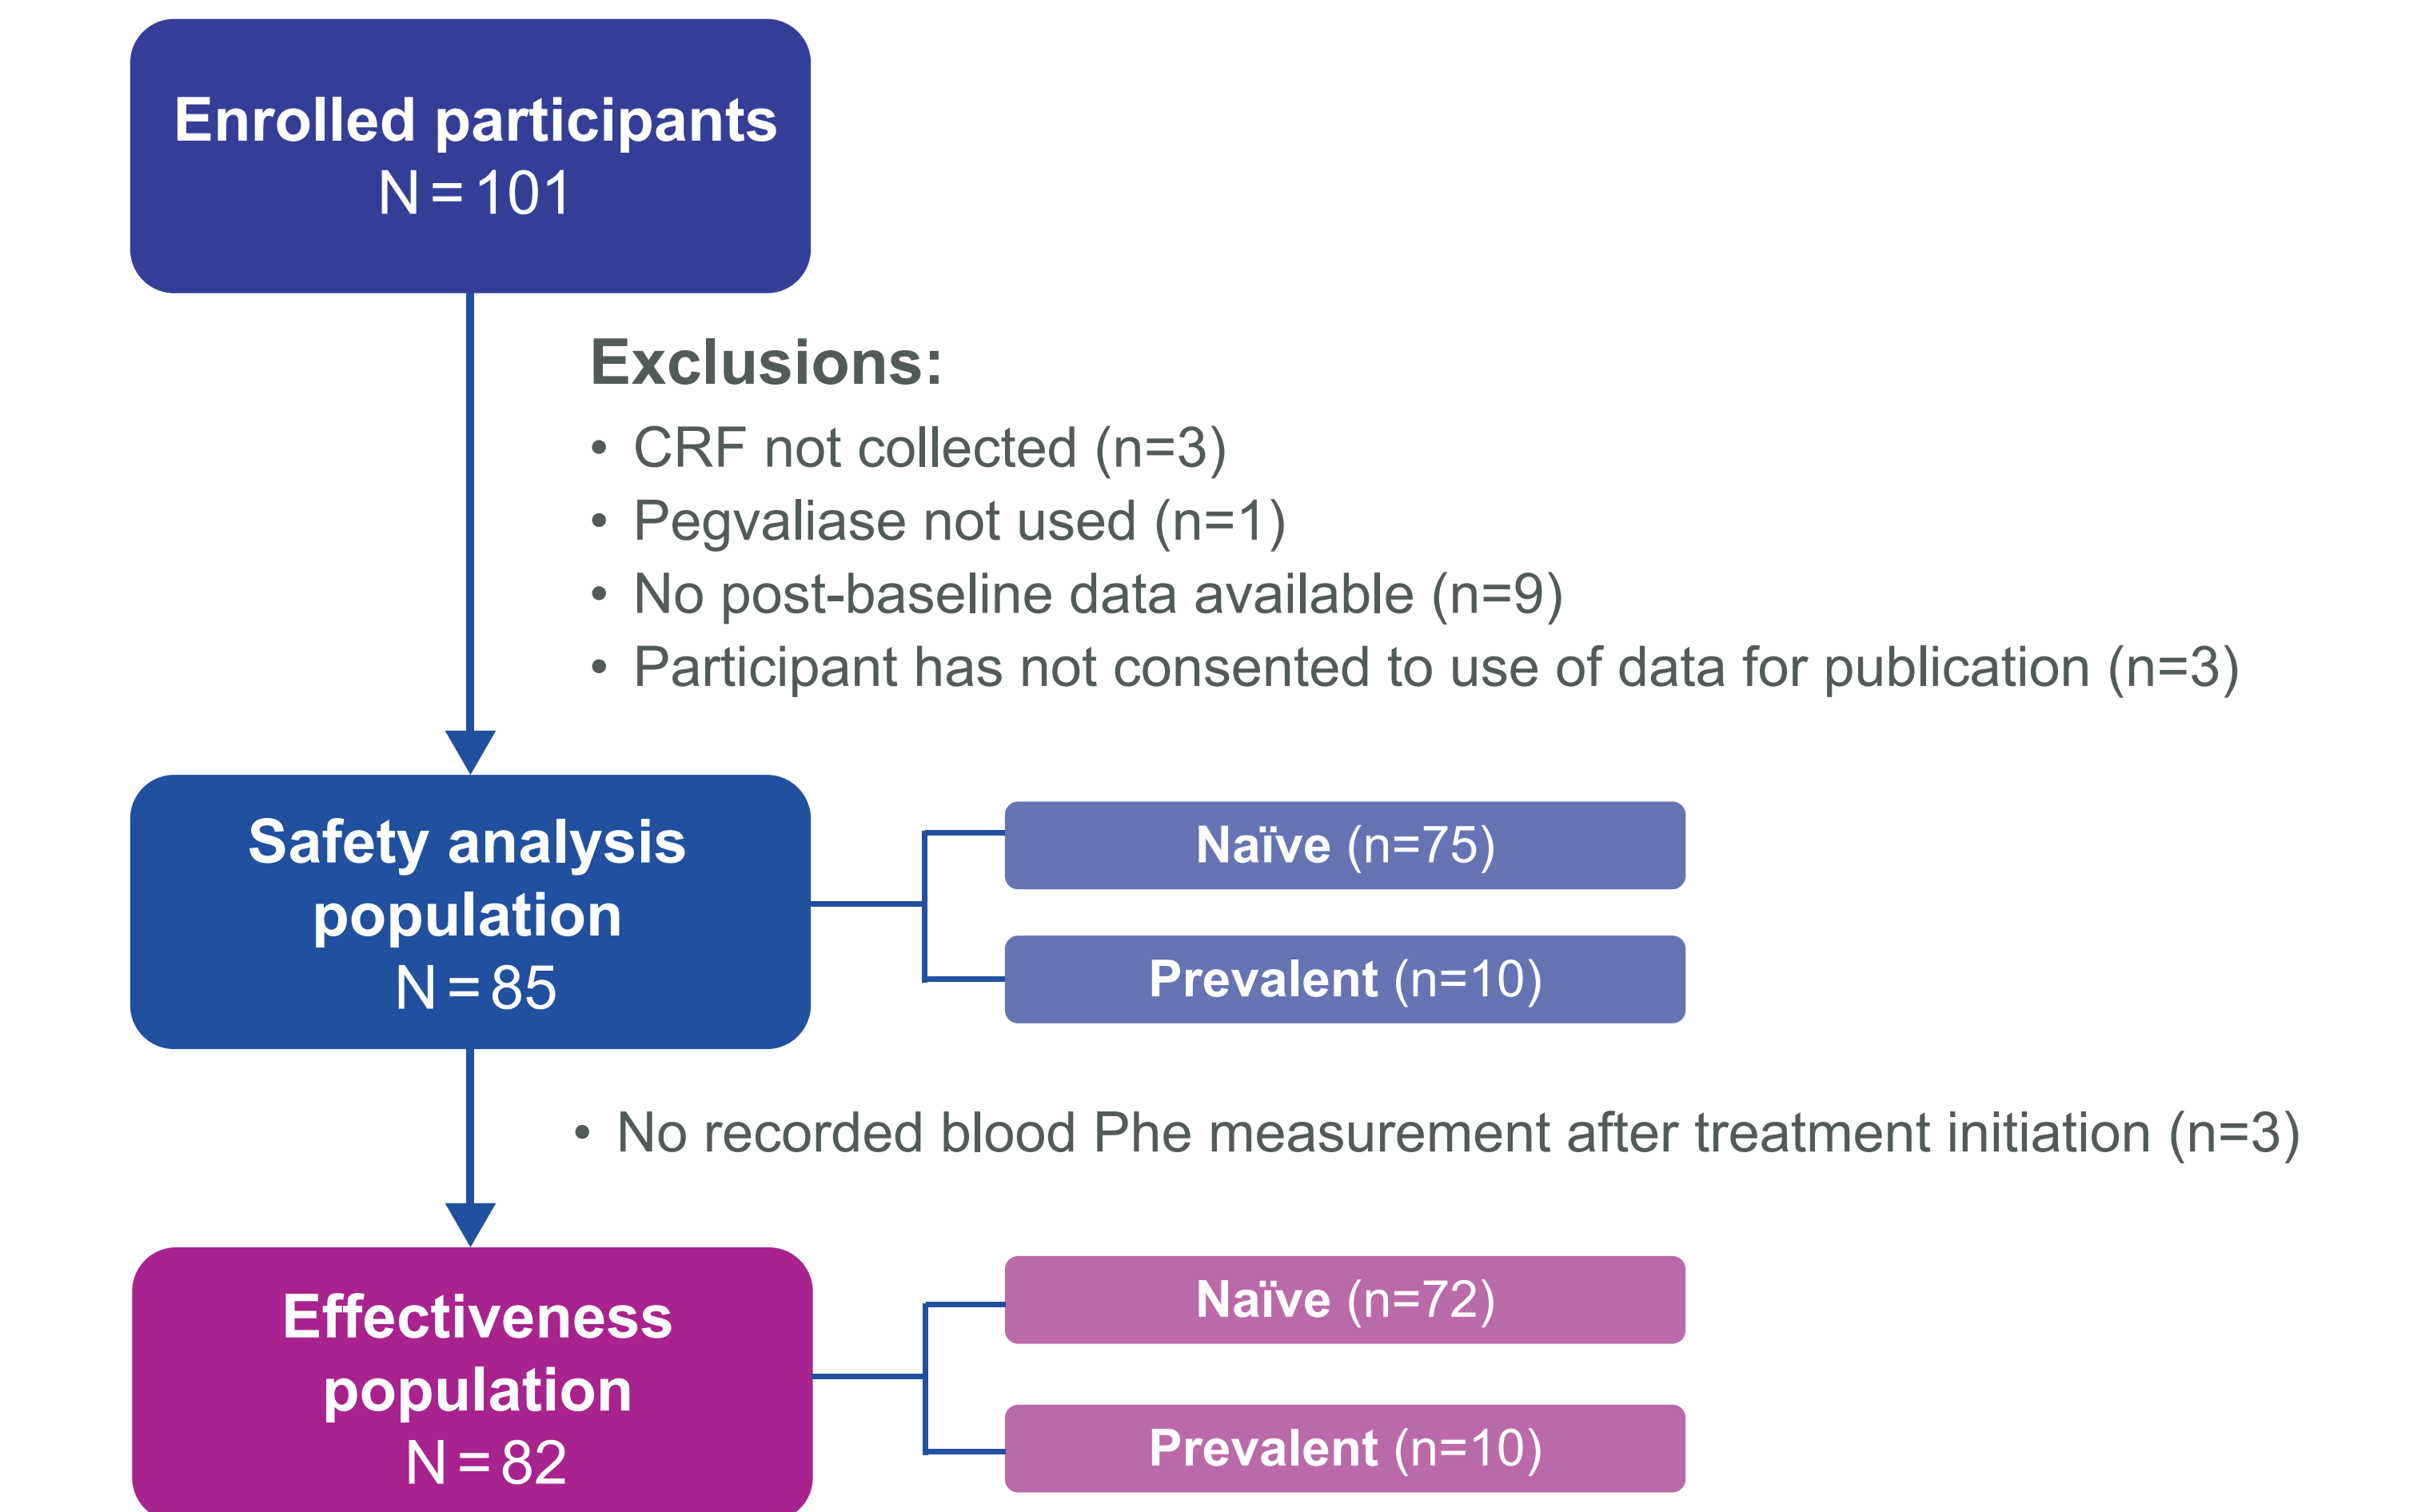 Enrolled participants
N = 101
Exclusions:
• CRF not collected (n=3)
• Pegvaliase not used (n=1)
• No post-baseline data available (n=9)
• Participant has not consented to use of data for publication (n=3)
Safety analysis
population
N = 85
Naïve (n=75)
Prevalent (n=10)
• No recorded blood Phe measurement after treatment initiation (n=3)
Effectiveness
population
N = 82
Naïve (n=72)
Prevalent (n=10)